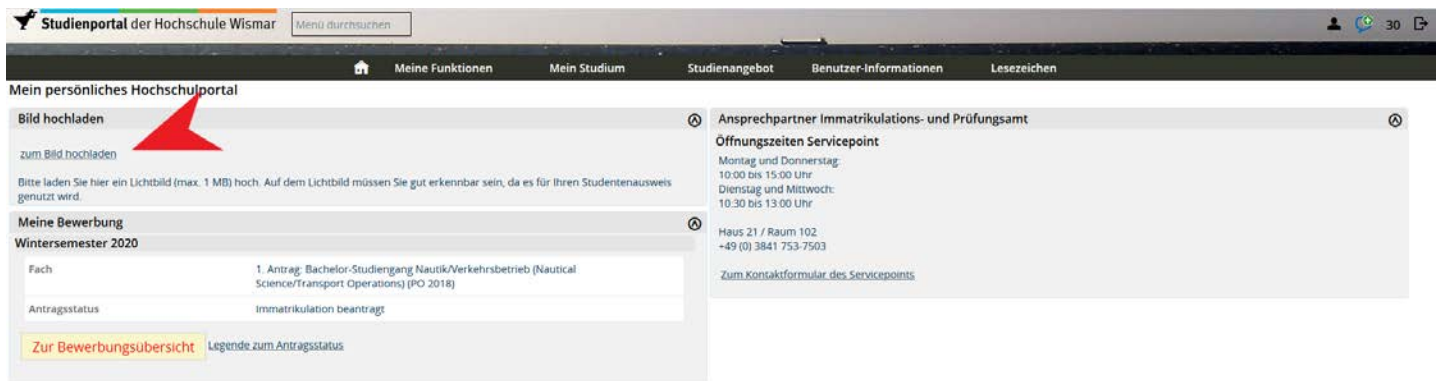 Studienportal der Hochschule Wismar
Menü durchsuchen
30
Meine Funktionen
Mein Studium
Studienangebot
Benutzer-Informationen
Lesezeichen
Mein persönliches Hochschulportal
Bild hochladen
zum Bild hochladen
Bitte laden Sie hier ein Lichtbild (max. 1 MB) hoch. Auf dem Lichtbild müssen Sie gut erkennbar sein, da es für Ihren Studentenausweis
genutzt wird.
Meine Bewerbung
Wintersemester 2020
Fach
1. Antrag: Bachelor-Studiengang Nautik/Verkehrsbetrieb (Nautical
Science/Transport Operations) (PO 2018)
Antragsstatus
Immatrikulation beantragt
Zur Bewerbungsübersicht
Legende zum Antragsstatus
Ansprechpartner Immatrikulations- und Prüfungsamt
Öffnungszeiten Servicepoint
Montag und Donnerstag:
10:00 bis 15:00 Uhr
Dienstag und Mittwoch:
10:30 bis 13:00 Uhr
Haus 21 / Raum 102
+49 (0) 3841 753-7503
Zum Kontaktformular des Servicepoints